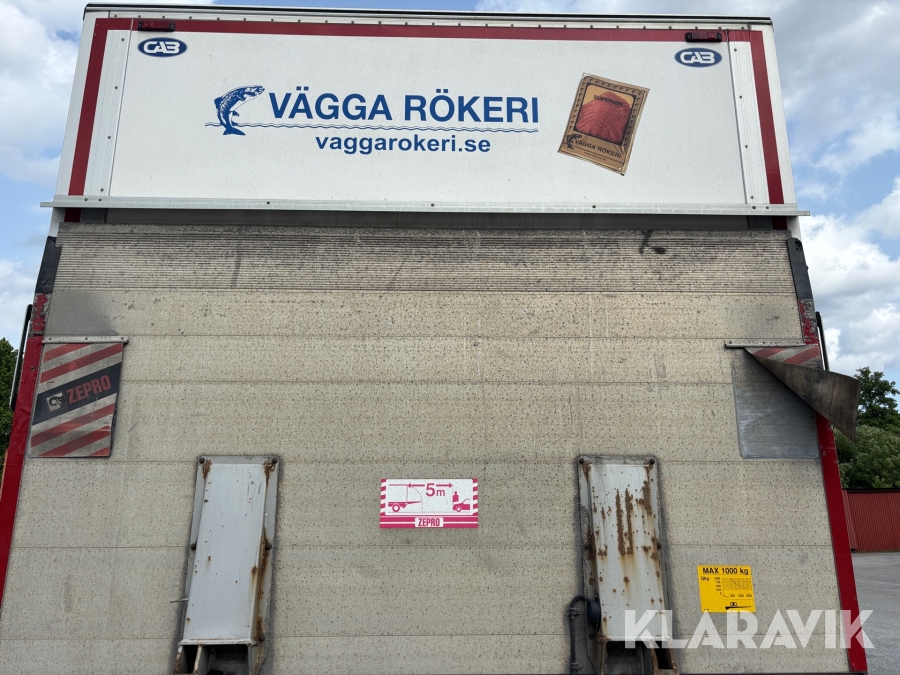 CAB
CAB
VÄGGA RÖKERI
vaggarokeri.se
VÄGGA RÖKERI
ZEPRO
5m
ZEPRO
MAX 1000 kg
KLARAVIK